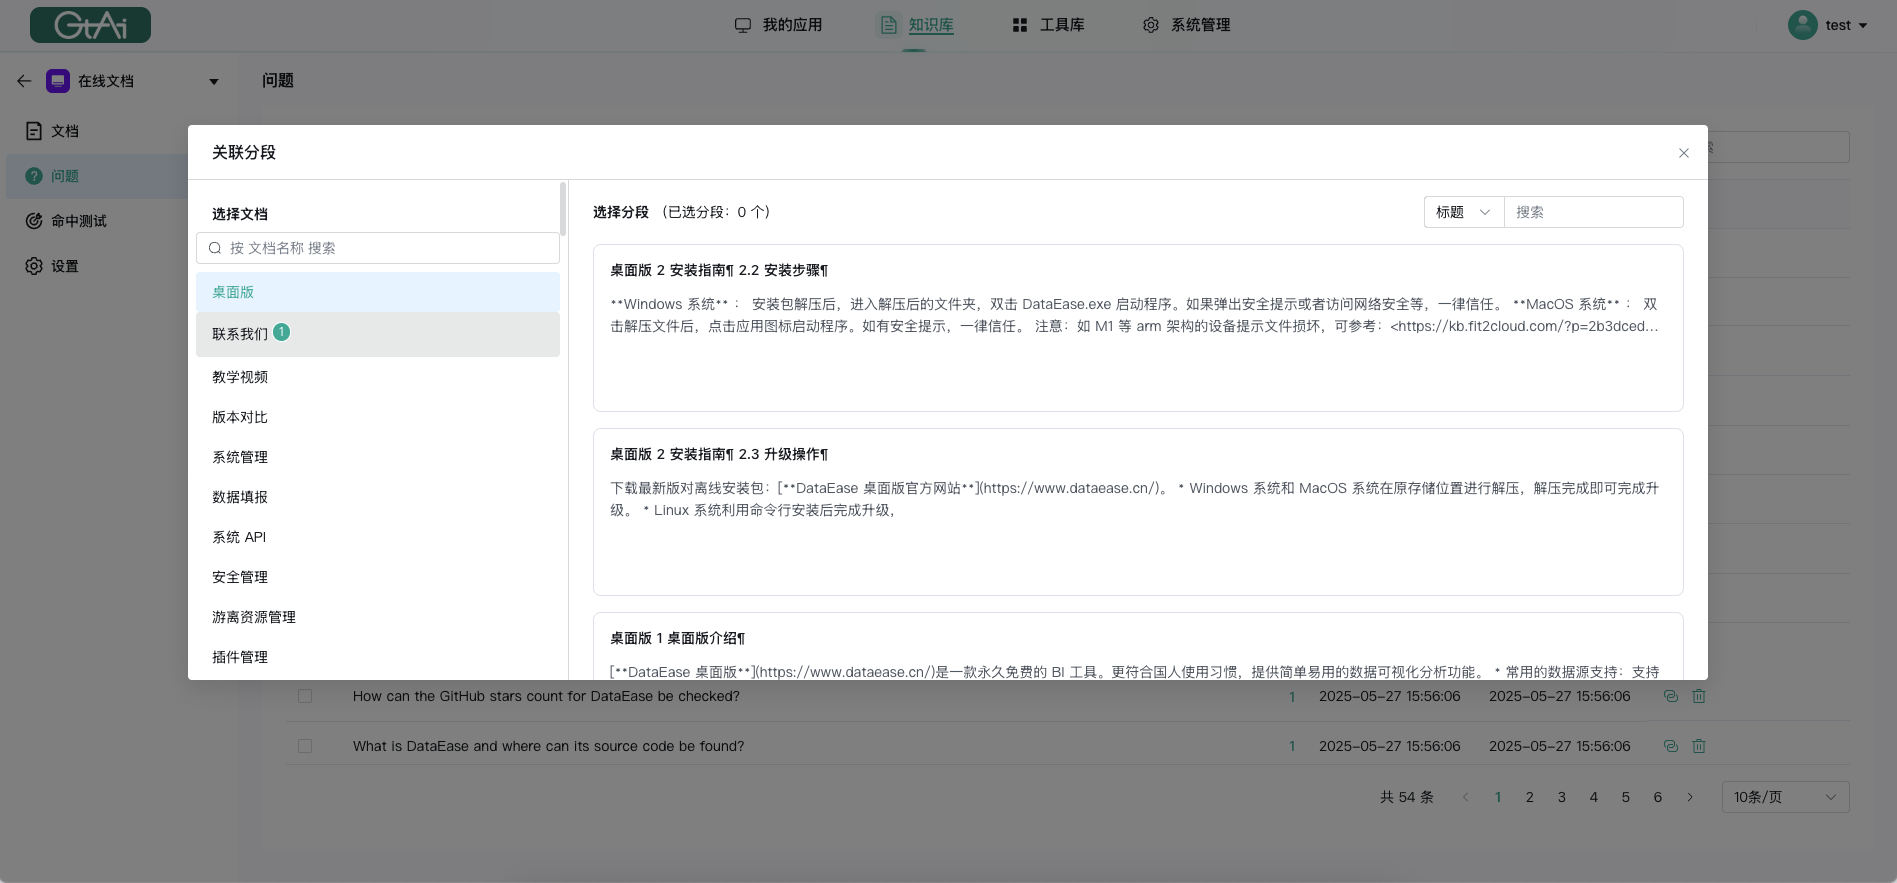 GtAi
我的应用
知识库
工具库
系统管理
test
在线文档
文档
问题
命中测试
设置
问题
关联分段
选择文档
按 文档名称 搜索
桌面版
联系我们 1
教学视频
版本对比
系统管理
数据填报
系统 API
安全管理
游离资源管理
插件管理
选择分段 (已选分段：0 个)
标题
搜索
桌面版 2 安装指南¶ 2.2 安装步骤¶
**Windows 系统** ： 安装包解压后，进入解压后的文件夹，双击 DataEase.exe 启动程序。如果弹出安全提示或者访问网络安全等，一律信任。 **MacOS 系统** ： 双
击解压文件后，点击应用图标启动程序。如有安全提示，一律信任。 注意：如 M1 等 arm 架构的设备提示文件损坏，可参考：<https://kb.fit2cloud.com/?p=2b3dced...
桌面版 2 安装指南¶ 2.3 升级操作¶
下载最新版对离线安装包：[**DataEase 桌面版官方网站**](https://www.dataease.cn/)。 * Windows 系统和 MacOS 系统在原存储位置进行解压，解压完成即可完成升
级。 * Linux 系统利用命令行安装后完成升级，
桌面版 1 桌面版介绍¶
[**DataEase 桌面版**](https://www.dataease.cn/)是一款永久免费的 BI 工具。更符合国人使用习惯，提供简单易用的数据可视化分析功能。 * 常用的数据源支持：支持
How can the GitHub stars count for DataEase be checked? 1 2025-05-27 15:56:06 2025-05-27 15:56:06
What is DataEase and where can its source code be found? 1 2025-05-27 15:56:06 2025-05-27 15:56:06
共 54 条 1 2 3 4 5 6 10条/页